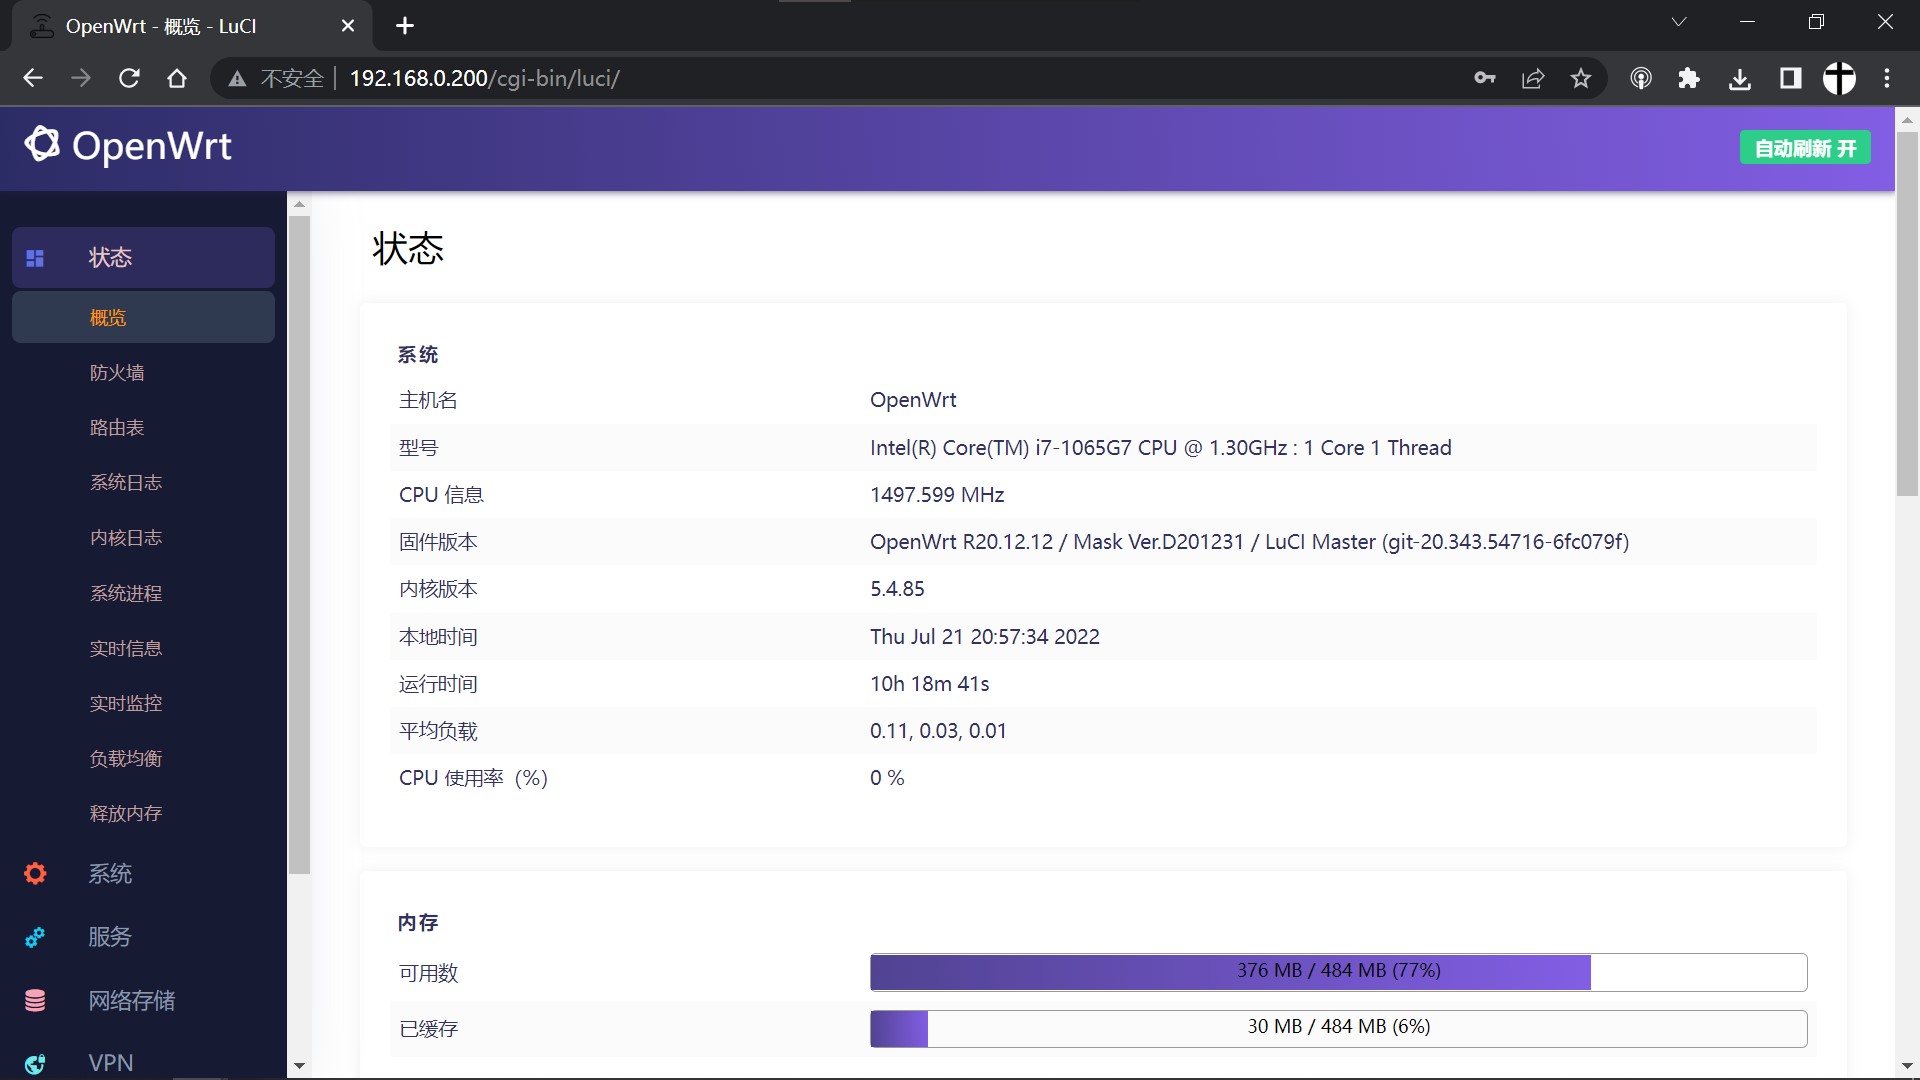 OpenWrt - 概览 - LuCI
不安全 192.168.0.200/cgi-bin/luci/
OpenWrt
自动刷新 开
状态
概览
防火墙
路由表
系统日志
内核日志
系统进程
实时信息
实时监控
负载均衡
释放内存
系统
服务
网络存储
VPN
状态
系统
主机名 OpenWrt
型号 Intel(R) Core(TM) i7-1065G7 CPU @ 1.30GHz : 1 Core 1 Thread
CPU 信息 1497.599 MHz
固件版本 OpenWrt R20.12.12 / Mask Ver.D201231 / LuCI Master (git-20.343.54716-6fc079f)
内核版本 5.4.85
本地时间 Thu Jul 21 20:57:34 2022
运行时间 10h 18m 41s
平均负载 0.11, 0.03, 0.01
CPU 使用率（%） 0 %
内存
可用数 376 MB / 484 MB (77%)
已缓存 30 MB / 484 MB (6%)